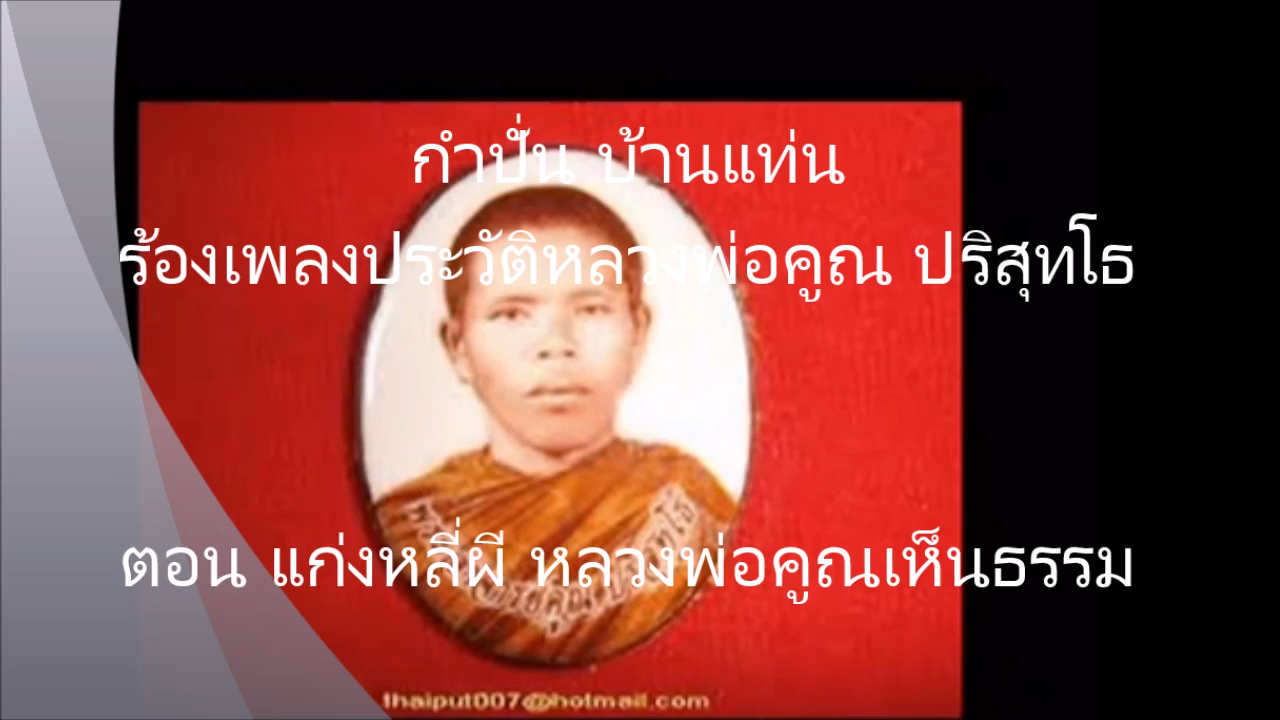 กำปั่น บ้านแท่น
ร้องเพลงประวัติหลวงพ่อคูณ ปริสุทโธ
ตอน แก่งหลี่ผี หลวงพ่อคูณเห็นธรรม
thaiput007@hotmail.com